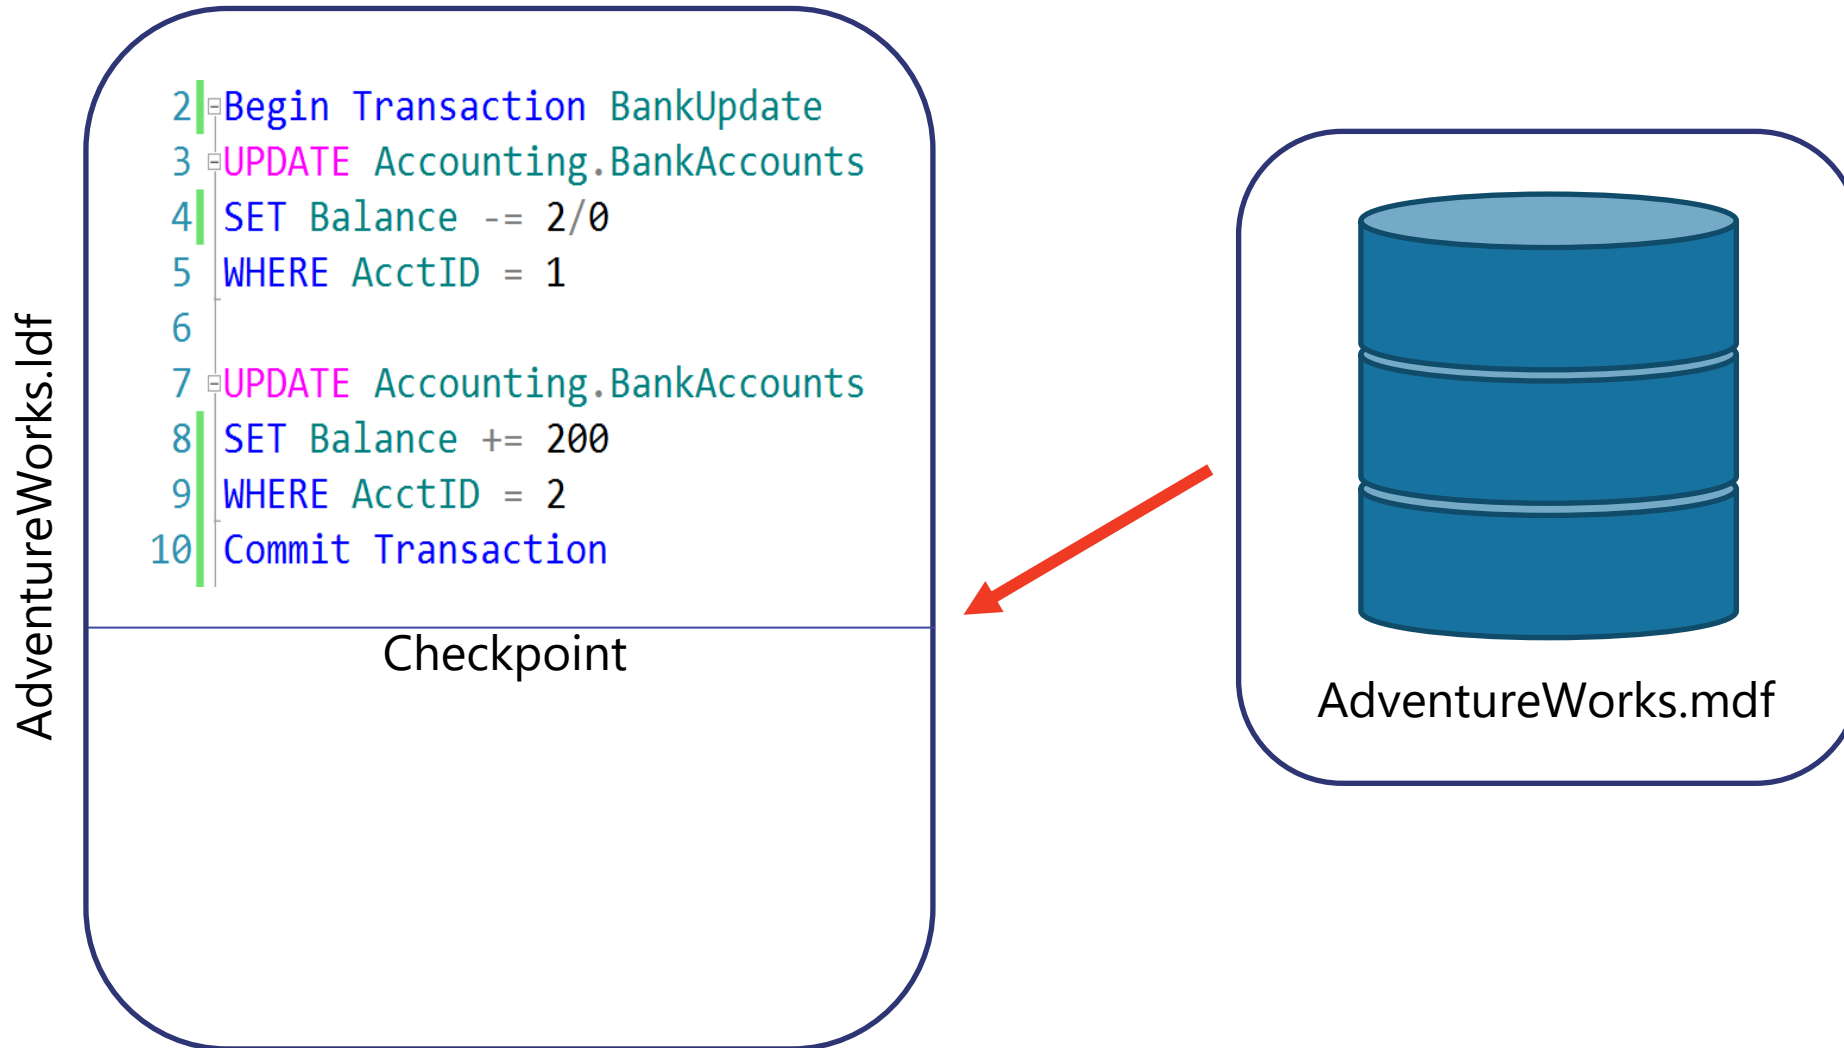 AdventureWorks.ldf
2 Begin Transaction BankUpdate
3 UPDATE Accounting.BankAccounts
4 SET Balance -= 2/0
5 WHERE AcctID = 1
6
7 UPDATE Accounting.BankAccounts
8 SET Balance += 200
9 WHERE AcctID = 2
10 Commit Transaction
Checkpoint
AdventureWorks.mdf